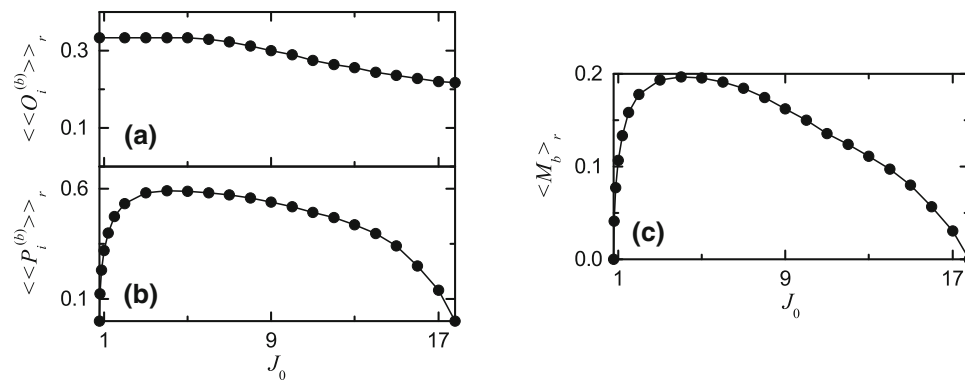 <<O_i^(b)>>_r
0.3
0.1
(a)
<<P_i^(b)>>_r
0.6
0.1
(b)
1 9 17
J_0
<M_b>_r
0.2
0.1
0.0
(c)
1 9 17
J_0